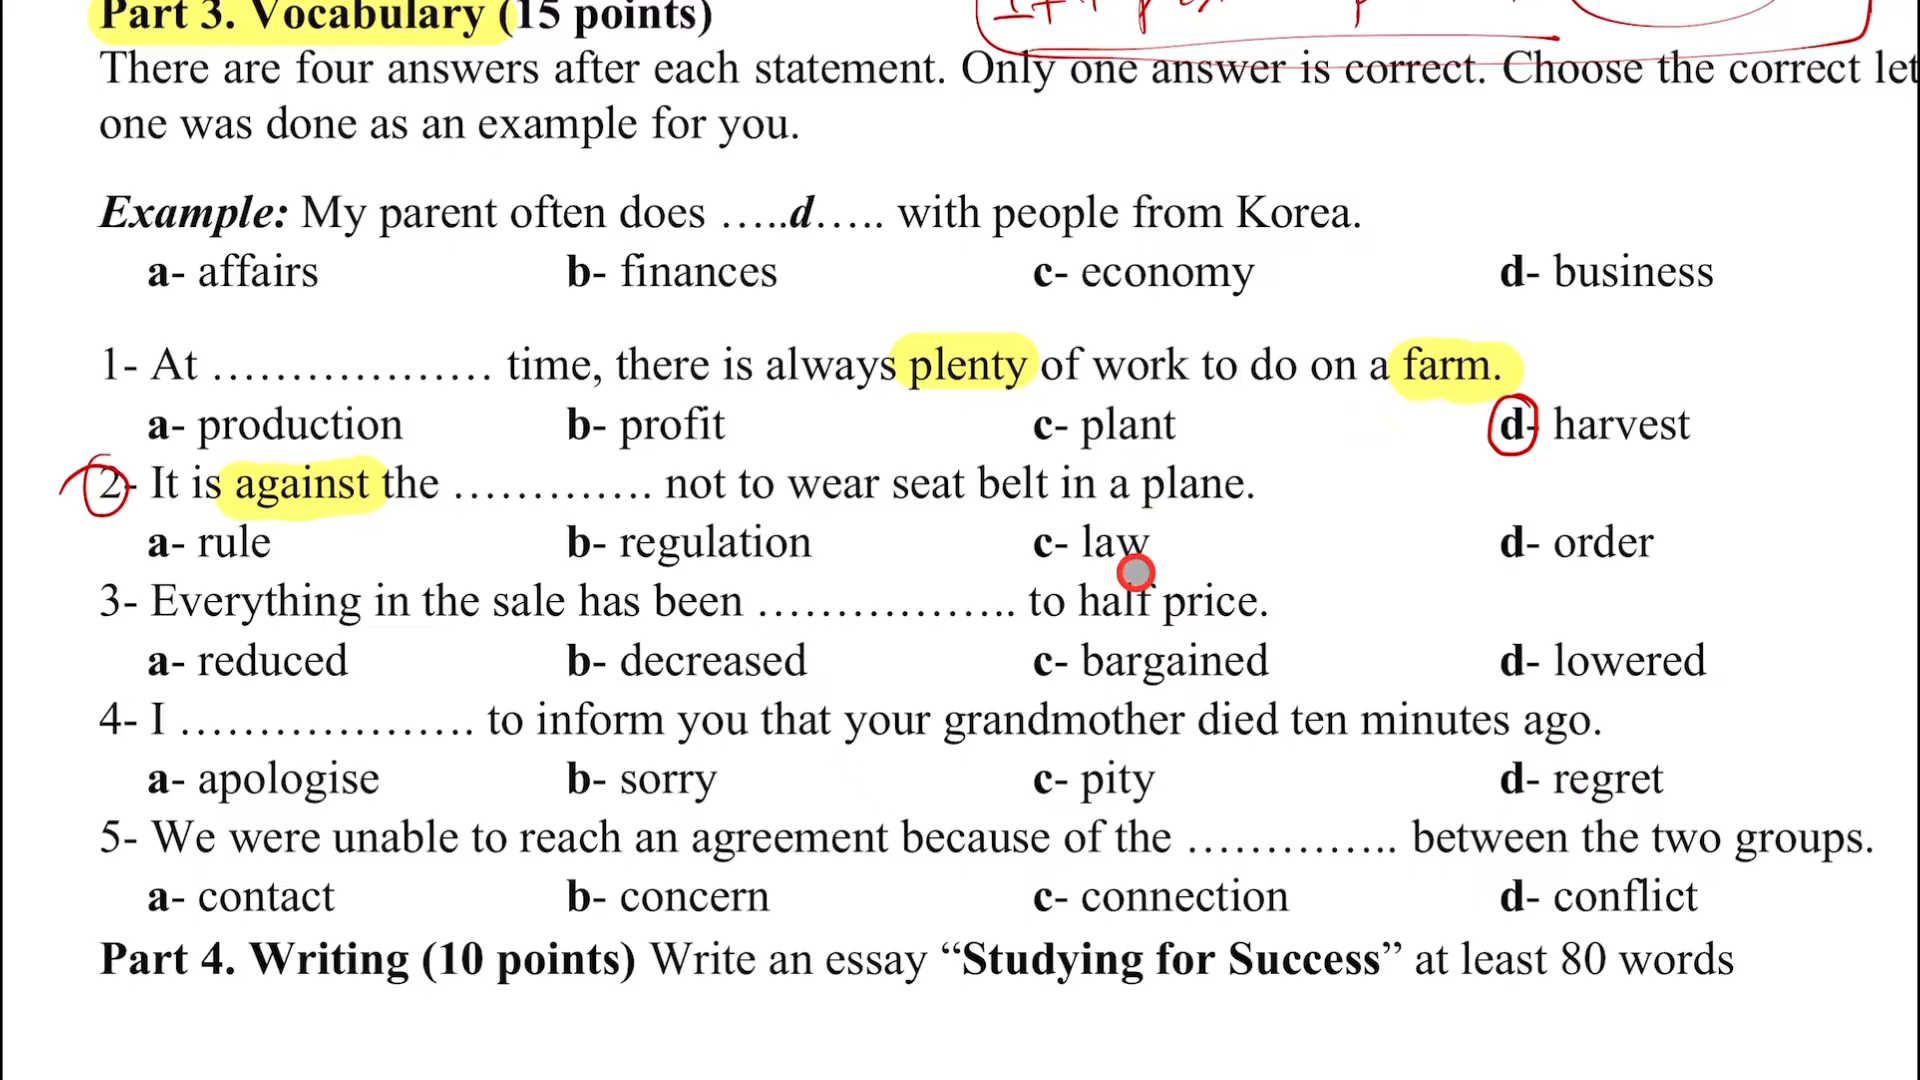 Part 3. Vocabulary (15 points)
There are four answers after each statement. Only one answer is correct. Choose the correct let
one was done as an example for you.
Example: My parent often does …..d….. with people from Korea.
a- affairs b- finances c- economy d- business
1- At ……………… time, there is always plenty of work to do on a farm.
a- production b- profit c- plant d- harvest
2- It is against the …………. not to wear seat belt in a plane.
a- rule b- regulation c- law d- order
3- Everything in the sale has been …………….. to half price.
a- reduced b- decreased c- bargained d- lowered
4- I ………………. to inform you that your grandmother died ten minutes ago.
a- apologise b- sorry c- pity d- regret
5- We were unable to reach an agreement because of the ………….. between the two groups.
a- contact b- concern c- connection d- conflict
Part 4. Writing (10 points) Write an essay “Studying for Success” at least 80 words